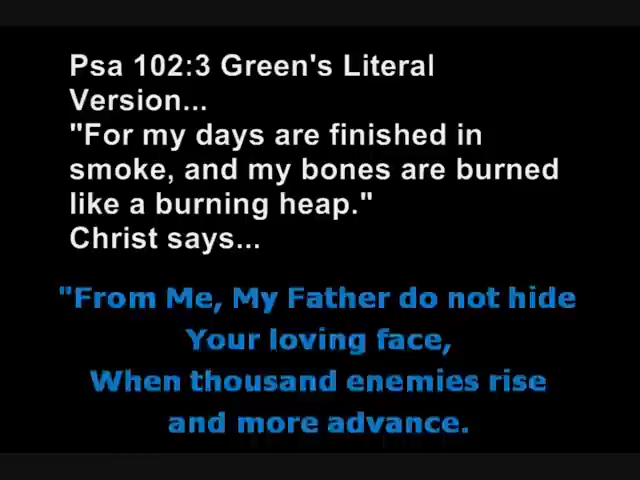 Psa 102:3 Green's Literal
Version...
"For my days are finished in
smoke, and my bones are burned
like a burning heap."
Christ says...
"From Me, My Father do not hide
Your loving face,
When thousand enemies rise
and more advance.